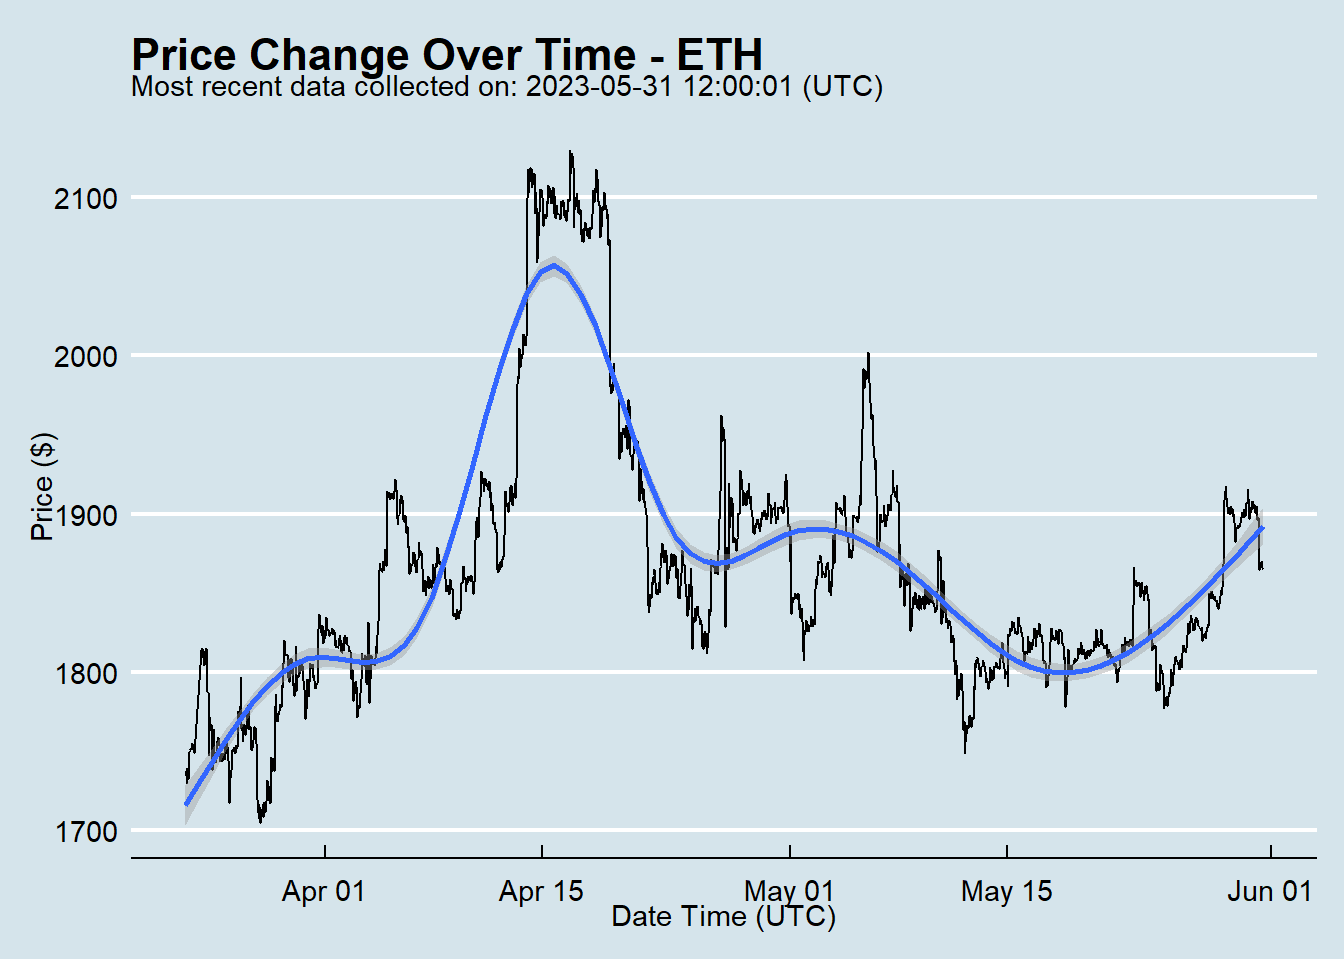 Price Change Over Time - ETH
Most recent data collected on: 2023-05-31 12:00:01 (UTC)
Price ($)
2100
2000
1900
1800
1700
Apr 01
Apr 15
May 01
May 15
Jun 01
Date Time (UTC)